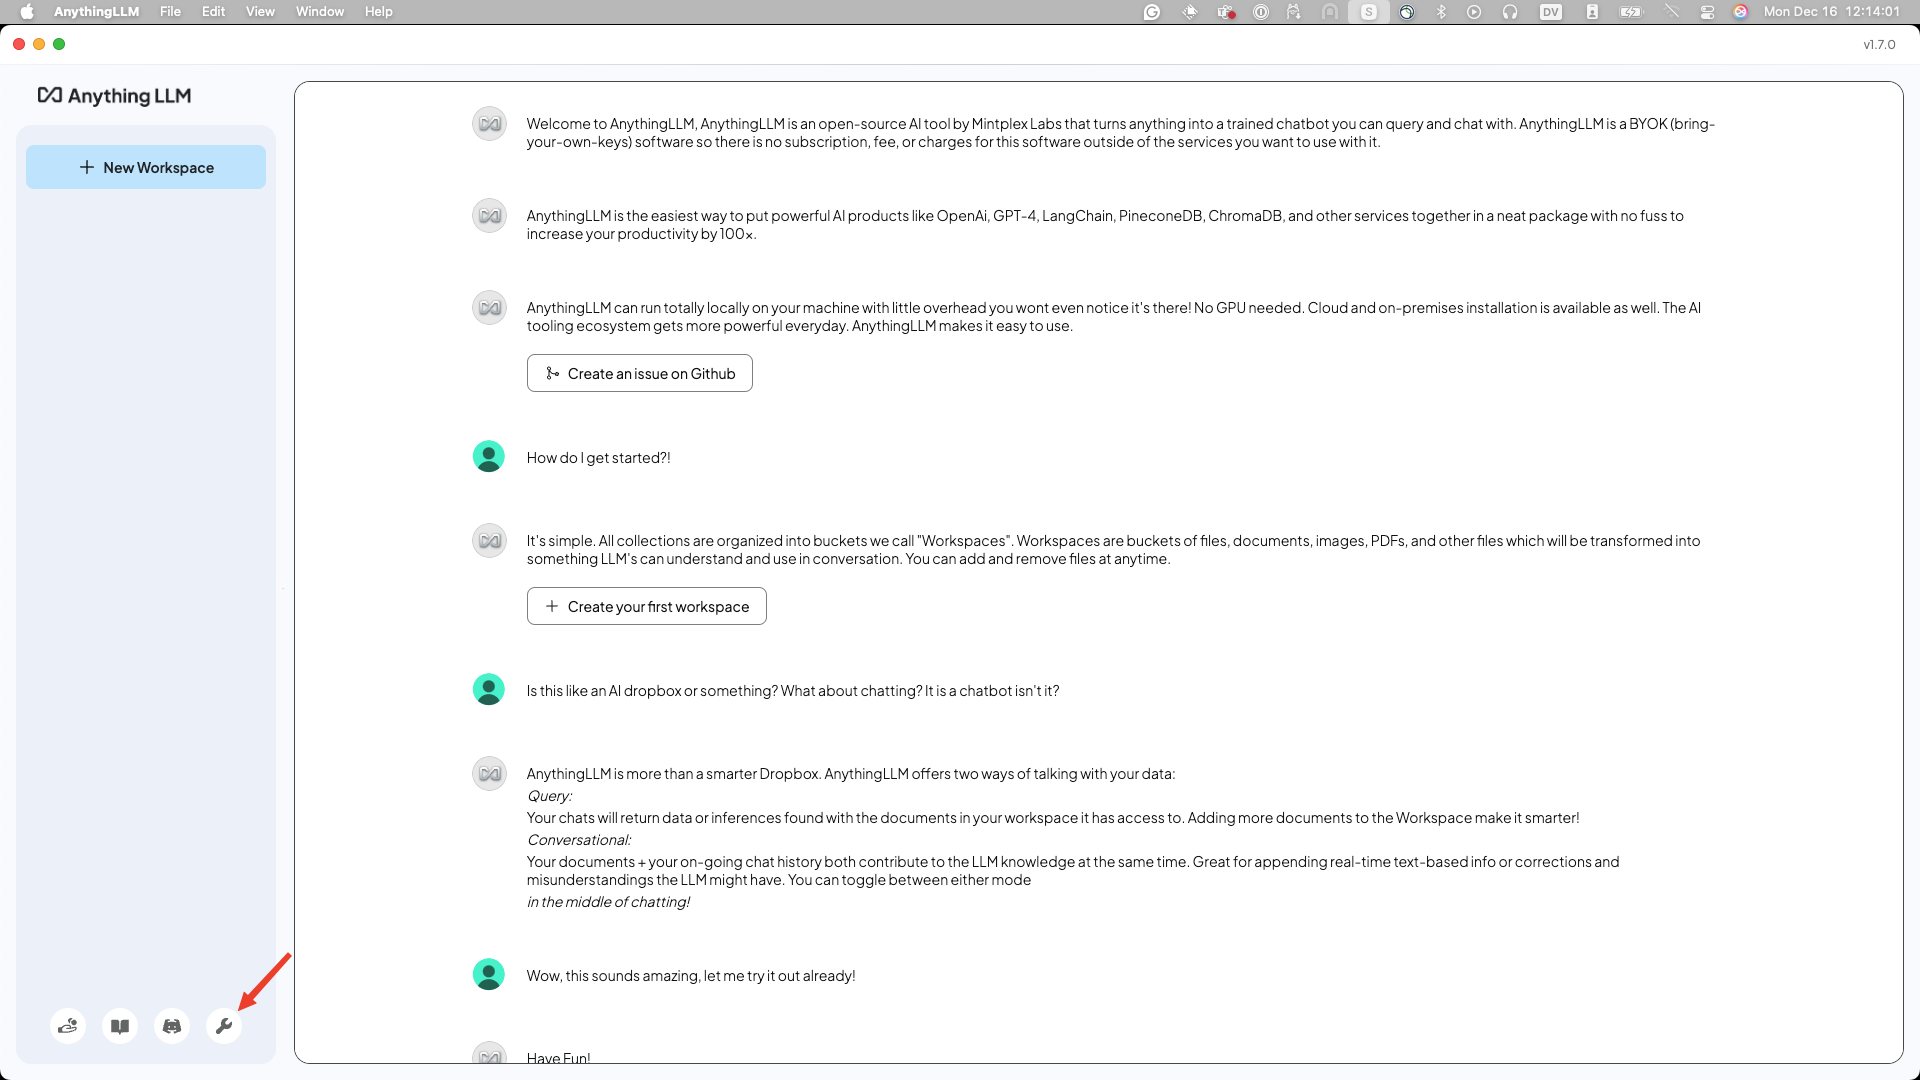 AnythingLLM File Edit View Window Help S DV Mon Dec 16 12:14:01
v1.7.0
Anything LLM
New Workspace
Welcome to AnythingLLM, AnythingLLM is an open-source AI tool by Mintplex Labs that turns anything into a trained chatbot you can query and chat with. AnythingLLM is a BYOK (bring-
your-own-keys) software so there is no subscription, fee, or charges for this software outside of the services you want to use with it.
AnythingLLM is the easiest way to put powerful AI products like OpenAi, GPT-4, LangChain, PineconeDB, ChromaDB, and other services together in a neat package with no fuss to
increase your productivity by 100x.
AnythingLLM can run totally locally on your machine with little overhead you wont even notice it's there! No GPU needed. Cloud and on-premises installation is available as well. The AI
tooling ecosystem gets more powerful everyday. AnythingLLM makes it easy to use.
Create an issue on Github
How do I get started?!
It's simple. All collections are organized into buckets we call "Workspaces". Workspaces are buckets of files, documents, images, PDFs, and other files which will be transformed into
something LLM's can understand and use in conversation. You can add and remove files at anytime.
Create your first workspace
Is this like an AI dropbox or something? What about chatting? It is a chatbot isn't it?
AnythingLLM is more than a smarter Dropbox. AnythingLLM offers two ways of talking with your data:
Query:
Your chats will return data or inferences found with the documents in your workspace it has access to. Adding more documents to the Workspace make it smarter!
Conversational:
Your documents + your on-going chat history both contribute to the LLM knowledge at the same time. Great for appending real-time text-based info or corrections and
misunderstandings the LLM might have. You can toggle between either mode
in the middle of chatting!
Wow, this sounds amazing, let me try it out already!
Have Fun!